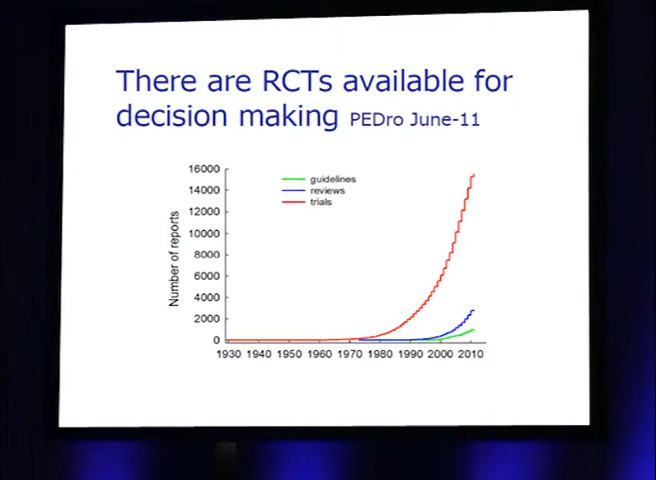 There are RCTs available for
decision making PEDro June-11
guidelines
reviews
trials
Number of reports
16000
14000
12000
10000
8000
6000
4000
2000
0
1930 1940 1950 1960 1970 1980 1990 2000 2010